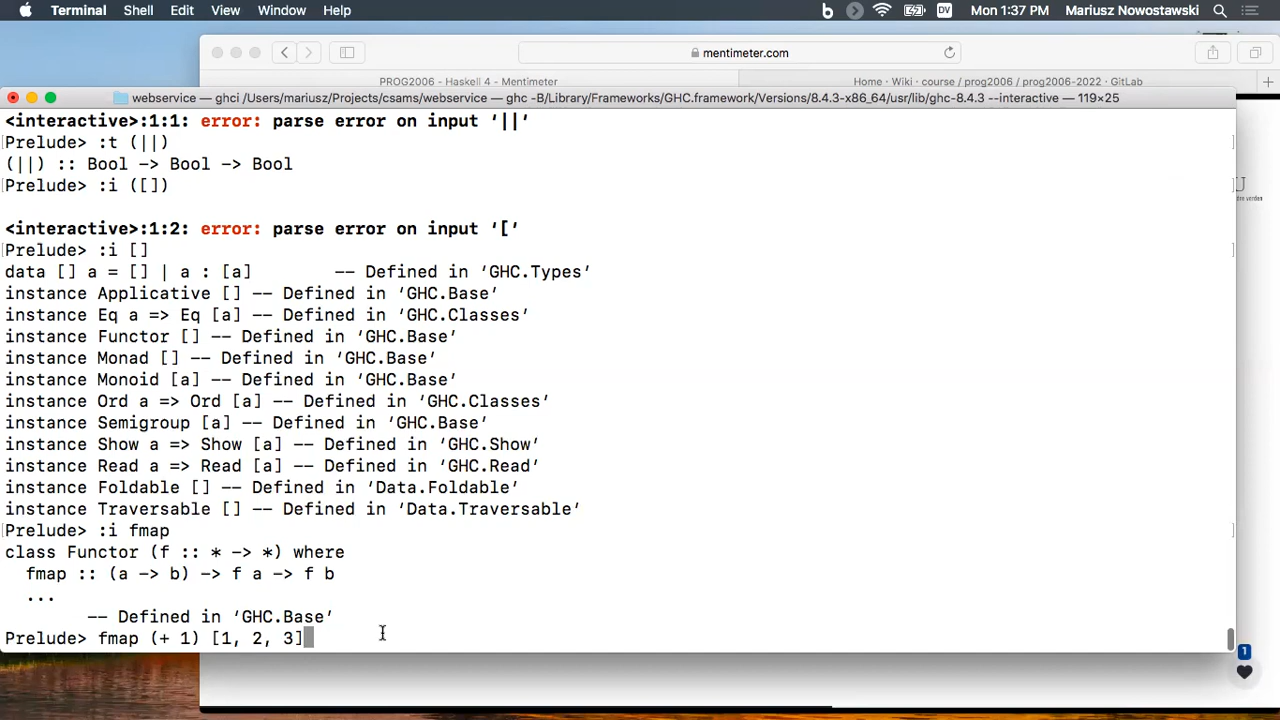 Terminal Shell Edit View Window Help Mon 1:37 PM Mariusz Nowostawski
DV
mentimeter.com
PROG2006 - Haskell 4 - Mentimeter Home · Wiki · course / prog2006 / prog2006-2022 · GitLab
webservice — ghci /Users/mariusz/Projects/csams/webservice — ghc -B/Library/Frameworks/GHC.framework/Versions/8.4.3-x86_64/usr/lib/ghc-8.4.3 --interactive — 119×25
<interactive>:1:1: error: parse error on input ‘||’
Prelude> :t (||)
(||) :: Bool -> Bool -> Bool
Prelude> :i ([])
<interactive>:1:2: error: parse error on input ‘[’
Prelude> :i []
data [] a = [] | a : [a] -- Defined in ‘GHC.Types’
instance Applicative [] -- Defined in ‘GHC.Base’
instance Eq a => Eq [a] -- Defined in ‘GHC.Classes’
instance Functor [] -- Defined in ‘GHC.Base’
instance Monad [] -- Defined in ‘GHC.Base’
instance Monoid [a] -- Defined in ‘GHC.Base’
instance Ord a => Ord [a] -- Defined in ‘GHC.Classes’
instance Semigroup [a] -- Defined in ‘GHC.Base’
instance Show a => Show [a] -- Defined in ‘GHC.Show’
instance Read a => Read [a] -- Defined in ‘GHC.Read’
instance Foldable [] -- Defined in ‘Data.Foldable’
instance Traversable [] -- Defined in ‘Data.Traversable’
Prelude> :i fmap
class Functor (f :: * -> *) where
fmap :: (a -> b) -> f a -> f b
...
-- Defined in ‘GHC.Base’
Prelude> fmap (+ 1) [1, 2, 3]
1